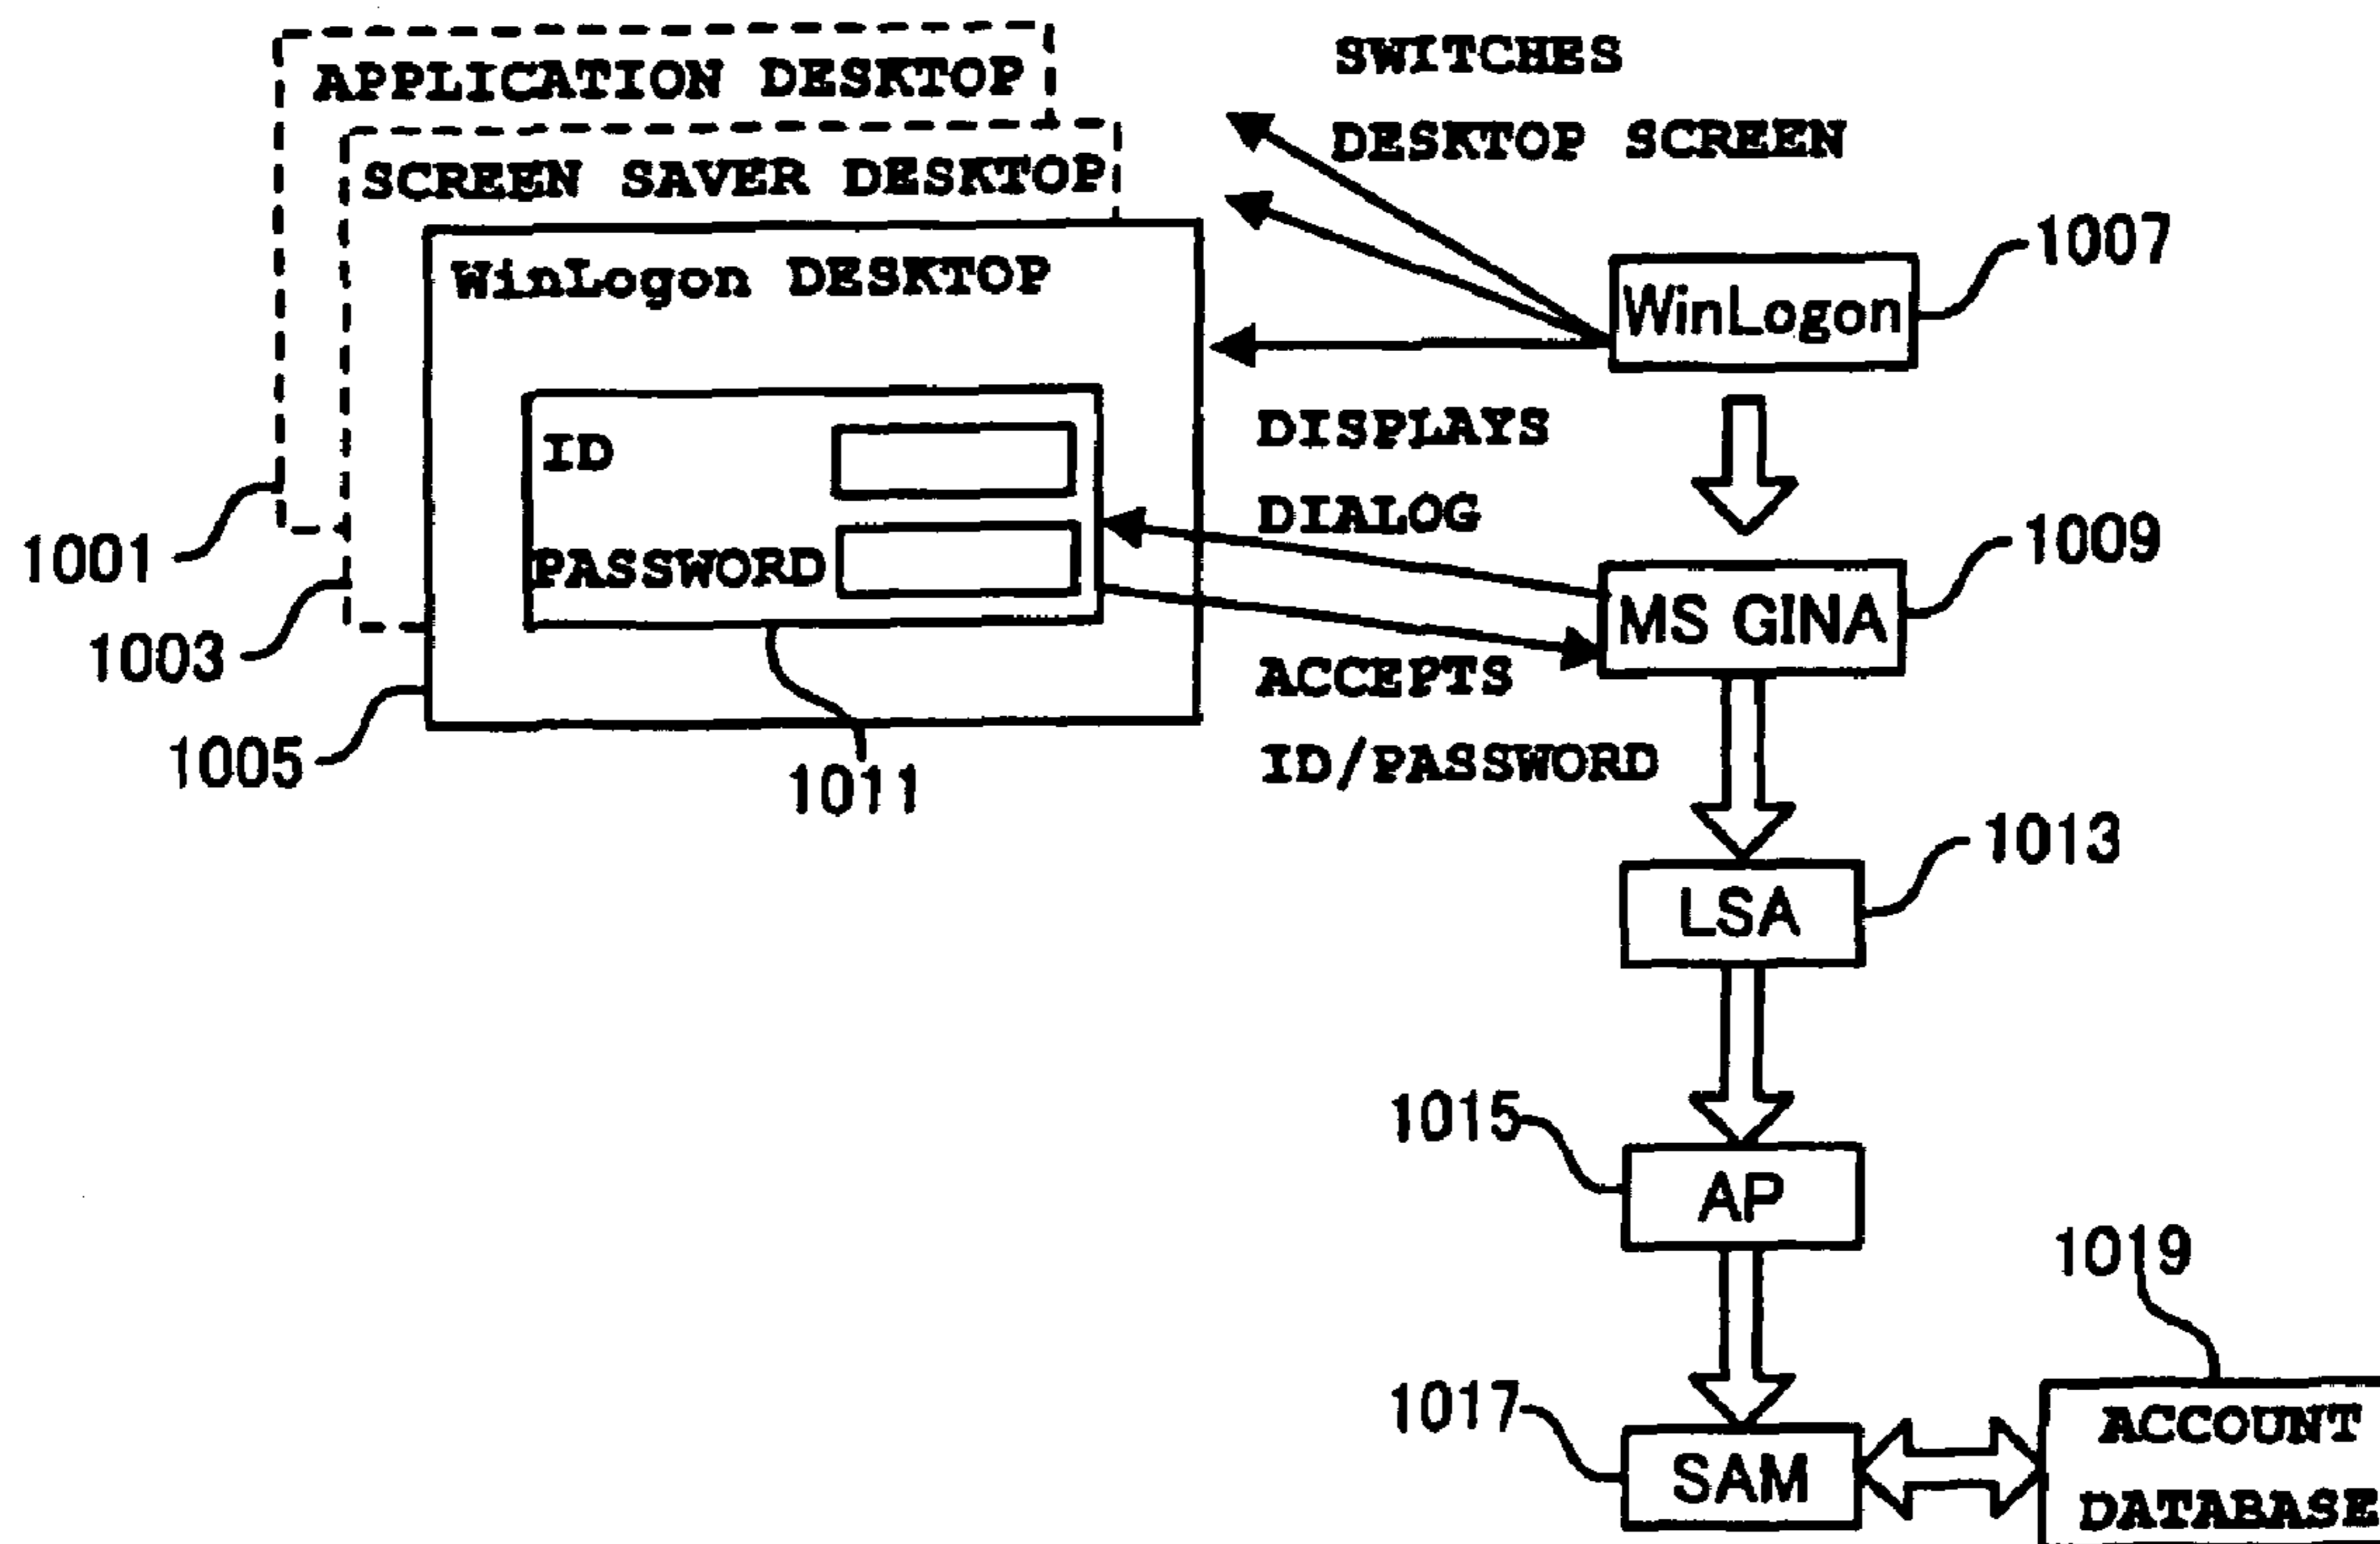 APPLICATION DESKTOP
SCREEN SAVER DESKTOP
WinLogon DESKTOP
ID
PASSWORD
1001
1003
1005
1011
SWITCHES
DESKTOP SCREEN
WinLogon
1007
DISPLAYS
DIALOG
MS GINA
1009
ACCEPTS
ID/PASSWORD
LSA
1013
1015
AP
1019
1017
SAM
ACCOUNT
DATABASE